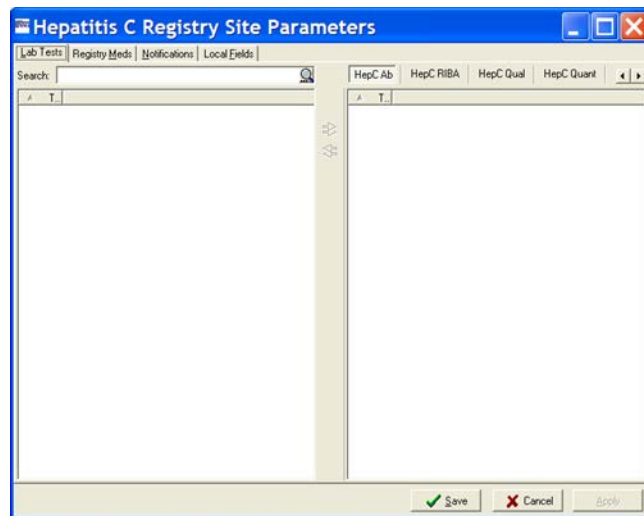 Hepatitis C Registry Site Parameters
Lab Tests Registry Meds Notifications Local Fields
Search: HepC Ab HepC RIBA HepC Qual HepC Quant
T... T...
Save Cancel Apply